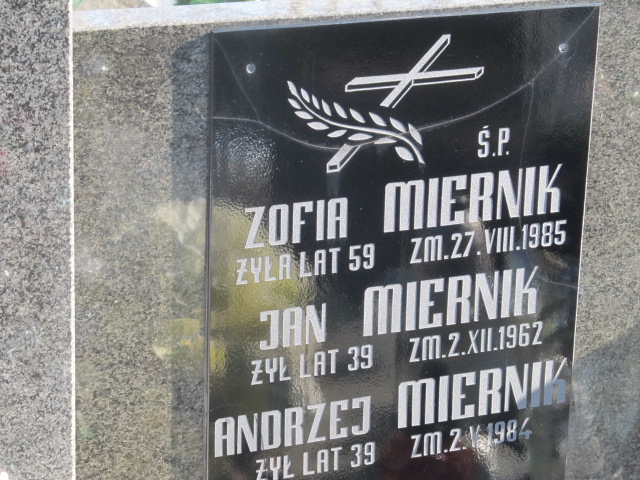 Ś.P.
ZOFIA MIERNIK
ŻYŁA LAT 59 ZM.27 VIII.1985
JAN MIERNIK
ŻYŁ LAT 39 ZM.2.XII.1962
ANDRZEJ MIERNIK
ŻYŁ LAT 39 ZM.2.V.1984